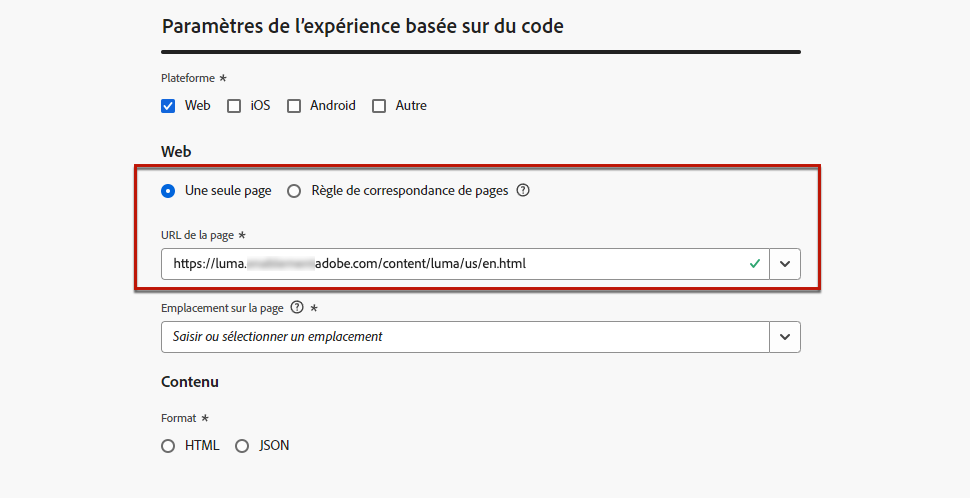 Paramètres de l'expérience basée sur du code
Plateforme *
Web iOS Android Autre
Web
Une seule page Règle de correspondance de pages ?
URL de la page *
https://luma. adobe.com/content/luma/us/en.html
Emplacement sur la page ? *
Saisir ou sélectionner un emplacement
Contenu
Format *
HTML JSON